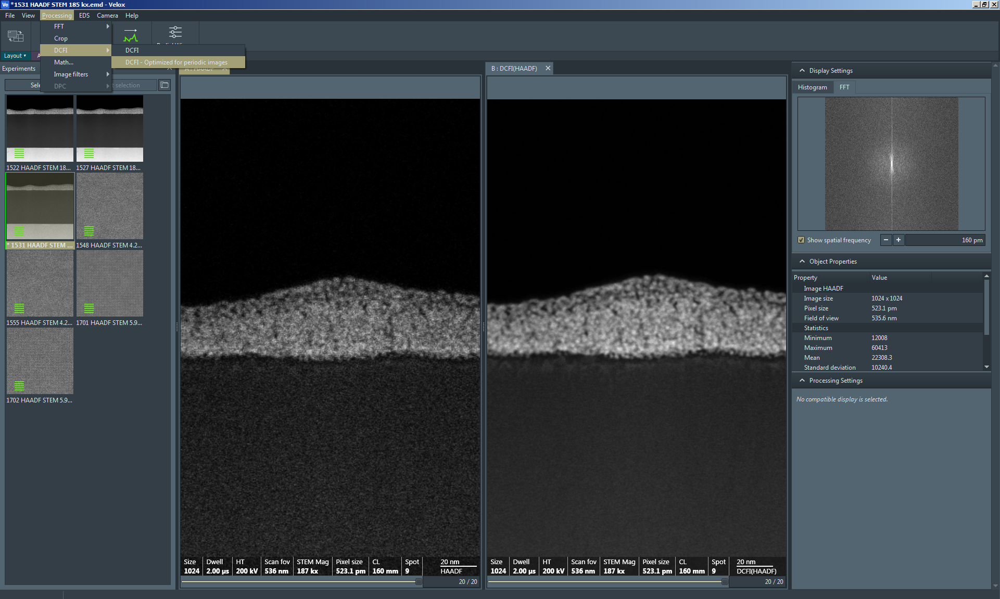 Ve *1531 HAADF STEM 185 kx.emd - Velox
File View Processing EDS Camera Help
FFT
Crop
DCFI
Math...
Image filters
DPC
DCFI
DCFI - Optimized for periodic images
Layout
Experiments
selection
1522 HAADF STEM 18...
1527 HAADF STEM 18...
* 1531 HAADF STEM ...
1548 HAADF STEM 4.2...
1555 HAADF STEM 4.2...
1701 HAADF STEM 5.9...
1702 HAADF STEM 5.9...
A : HAADF
B : DCFI(HAADF)
Size Dwell HT Scan fov STEM Mag Pixel size CL Spot 20 nm
1024 2.00 µs 200 kV 536 nm 187 kx 523.1 pm 160 mm 9 HAADF
20 / 20
Size Dwell HT Scan fov STEM Mag Pixel size CL Spot 20 nm
1024 2.00 µs 200 kV 536 nm 187 kx 523.1 pm 160 mm 9 DCFI(HAADF)
20 / 20
Display Settings
Histogram FFT
Show spatial frequency - + 160 pm
Object Properties
Property Value
Image HAADF
Image size 1024 x 1024
Pixel size 523.1 pm
Field of view 535.6 nm
Statistics
Minimum 12008
Maximum 60413
Mean 22308.3
Standard deviation 10240.4
Processing Settings
No compatible display is selected.